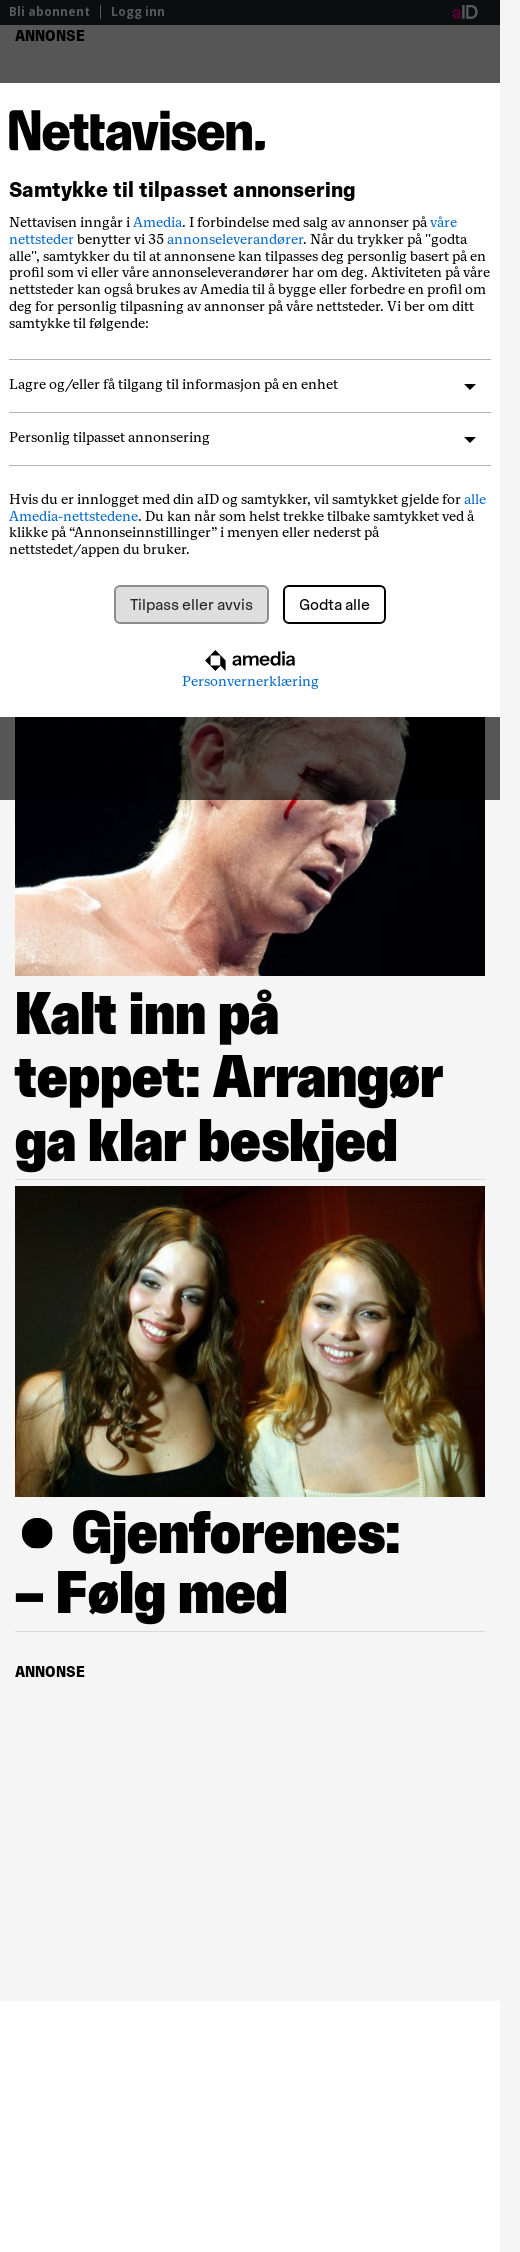 Bli abonnent | Logg inn
aID
ANNONSE
Nettavisen.
Samtykke til tilpasset annonsering
Nettavisen inngår i Amedia. I forbindelse med salg av annonser på våre
nettsteder benytter vi 35 annonseleverandører. Når du trykker på "godta
alle", samtykker du til at annonsene kan tilpasses deg personlig basert på en
profil som vi eller våre annonseleverandører har om deg. Aktiviteten på våre
nettsteder kan også brukes av Amedia til å bygge eller forbedre en profil om
deg for personlig tilpasning av annonser på våre nettsteder. Vi ber om ditt
samtykke til følgende:
Lagre og/eller få tilgang til informasjon på en enhet
Personlig tilpasset annonsering
Hvis du er innlogget med din aID og samtykker, vil samtykket gjelde for alle
Amedia-nettstedene. Du kan når som helst trekke tilbake samtykket ved å
klikke på “Annonseinnstillinger” i menyen eller nederst på
nettstedet/appen du bruker.
Tilpass eller avvis
Godta alle
amedia
Personvernerklæring
Kalt inn på
teppet: Arrangør
ga klar beskjed
● Gjenforenes:
– Følg med
ANNONSE